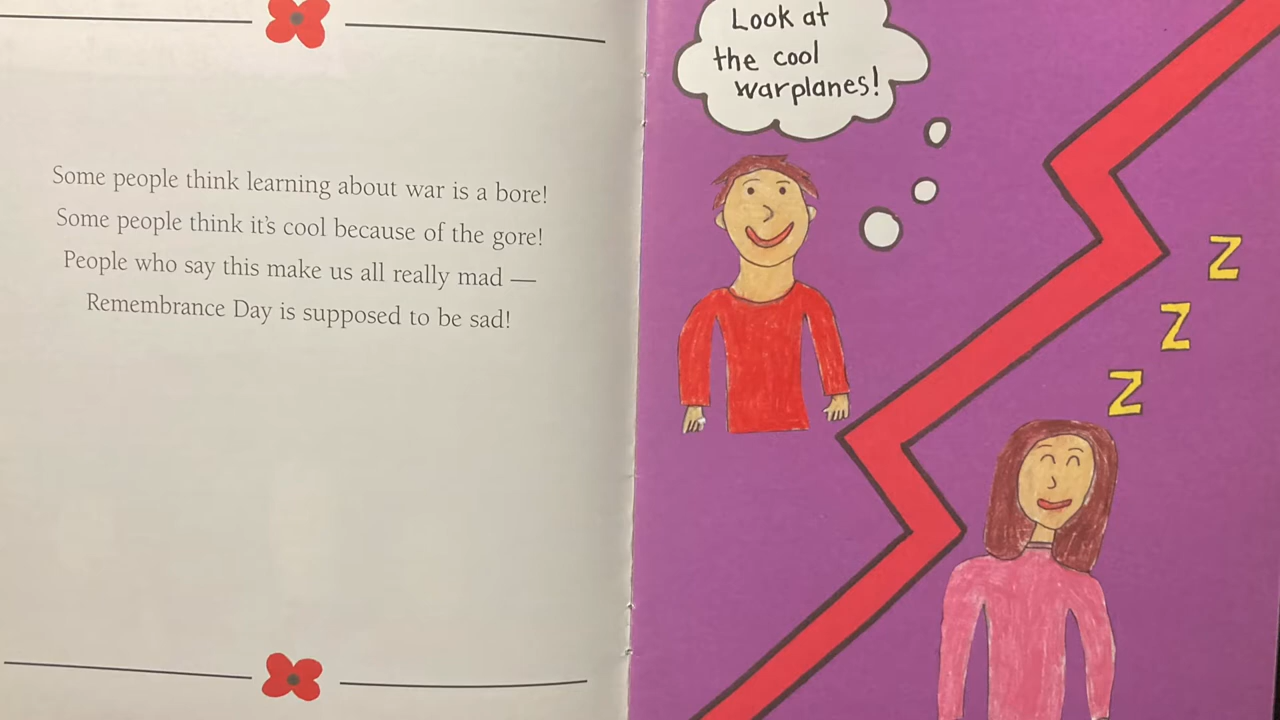 Some people think learning about war is a bore!
Some people think it's cool because of the gore!
People who say this make us all really mad —
Remembrance Day is supposed to be sad!
Look at
the cool
warplanes!
Z
Z
Z